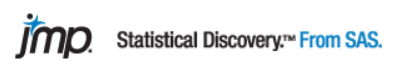 jmp. Statistical Discovery.™ From SAS.